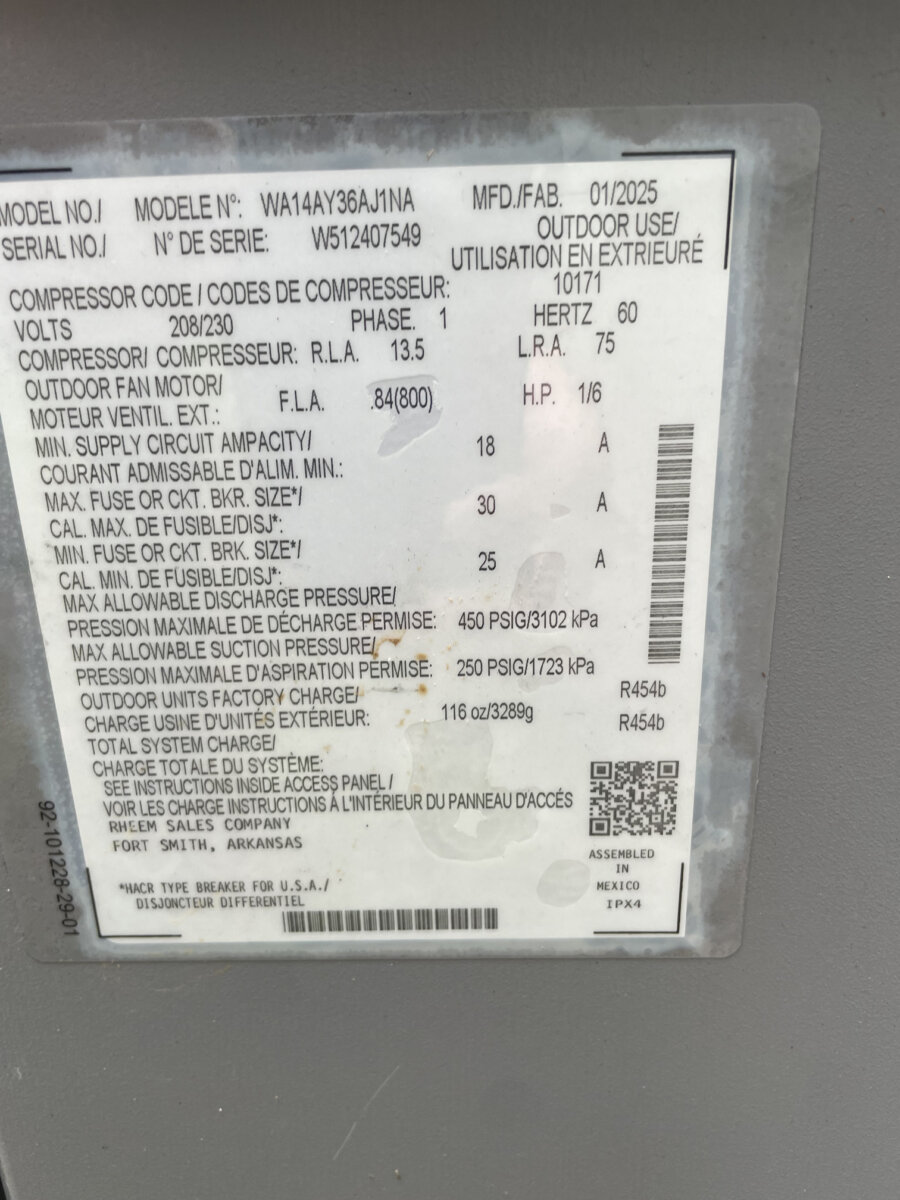 MODEL NO./ MODELE N°: WA14AY36AJ1NA MFD./FAB. 01/2025
SERIAL NO./ N° DE SERIE: W512407549 OUTDOOR USE/
UTILISATION EN EXTRIEURÉ
COMPRESSOR CODE / CODES DE COMPRESSEUR: 10171
VOLTS 208/230 PHASE. 1 HERTZ 60
COMPRESSOR/ COMPRESSEUR: R.L.A. 13.5 L.R.A. 75
OUTDOOR FAN MOTOR/
MOTEUR VENTIL. EXT.: F.L.A. .84(800) H.P. 1/6
MIN. SUPPLY CIRCUIT AMPACITY/ 18 A
COURANT ADMISSABLE D'ALIM. MIN.:
MAX. FUSE OR CKT. BKR. SIZE*/ 30 A
CAL. MAX. DE FUSIBLE/DISJ*:
MIN. FUSE OR CKT. BRK. SIZE*/ 25 A
CAL. MIN. DE FUSIBLE/DISJ*:
MAX ALLOWABLE DISCHARGE PRESSURE/
PRESSION MAXIMALE DE DÉCHARGE PERMISE: 450 PSIG/3102 kPa
MAX ALLOWABLE SUCTION PRESSURE/
PRESSION MAXIMALE D'ASPIRATION PERMISE: 250 PSIG/1723 kPa
OUTDOOR UNITS FACTORY CHARGE/ R454b
CHARGE USINE D'UNITÉS EXTÉRIEUR: 116 oz/3289g R454b
TOTAL SYSTEM CHARGE/
CHARGE TOTALE DU SYSTÈME:
SEE INSTRUCTIONS INSIDE ACCESS PANEL /
VOIR LES CHARGE INSTRUCTIONS À L'INTÉRIEUR DU PANNEAU D'ACCÉS
RHEEM SALES COMPANY
FORT SMITH, ARKANSAS
ASSEMBLED
IN
MEXICO
IPX4
*HACR TYPE BREAKER FOR U.S.A./
DISJONCTEUR DIFFERENTIEL
92-101228-29-01